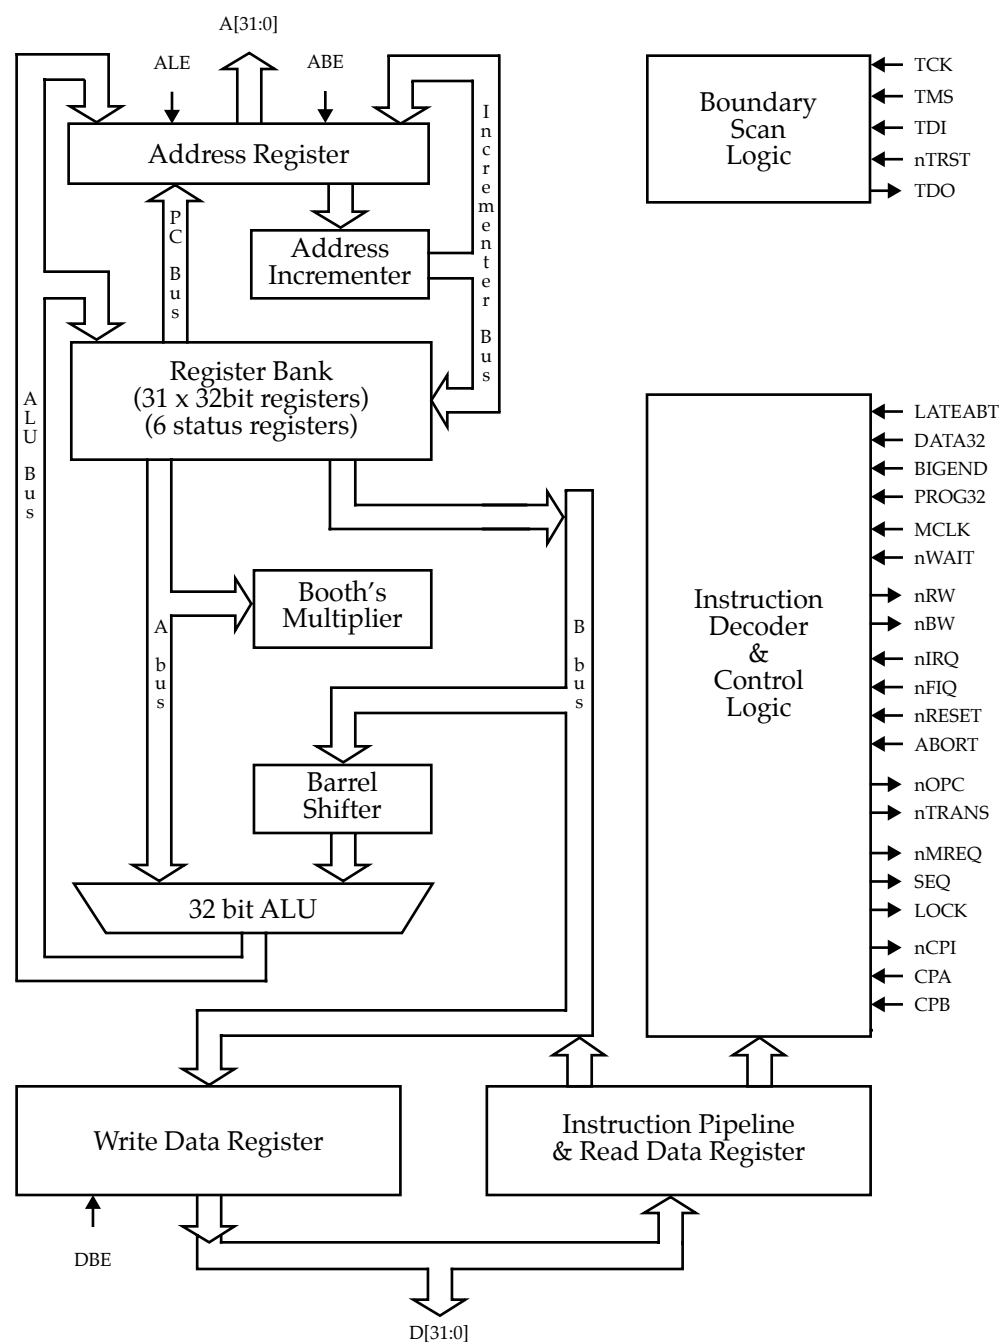 A[31:0]
ALE
ABE
Address Register
PC Bus
Incrementer Bus
Address
Incrementer
Register Bank
(31 x 32bit registers)
(6 status registers)
ALU Bus
A bus
B bus
Booth's
Multiplier
Barrel
Shifter
32 bit ALU
Write Data Register
DBE
Instruction Pipeline
& Read Data Register
D[31:0]
Boundary
Scan
Logic
TCK
TMS
TDI
nTRST
TDO
Instruction
Decoder
&
Control
Logic
LATEABT
DATA32
BIGEND
PROG32
MCLK
nWAIT
nRW
nBW
nIRQ
nFIQ
nRESET
ABORT
nOPC
nTRANS
nMREQ
SEQ
LOCK
nCPI
CPA
CPB